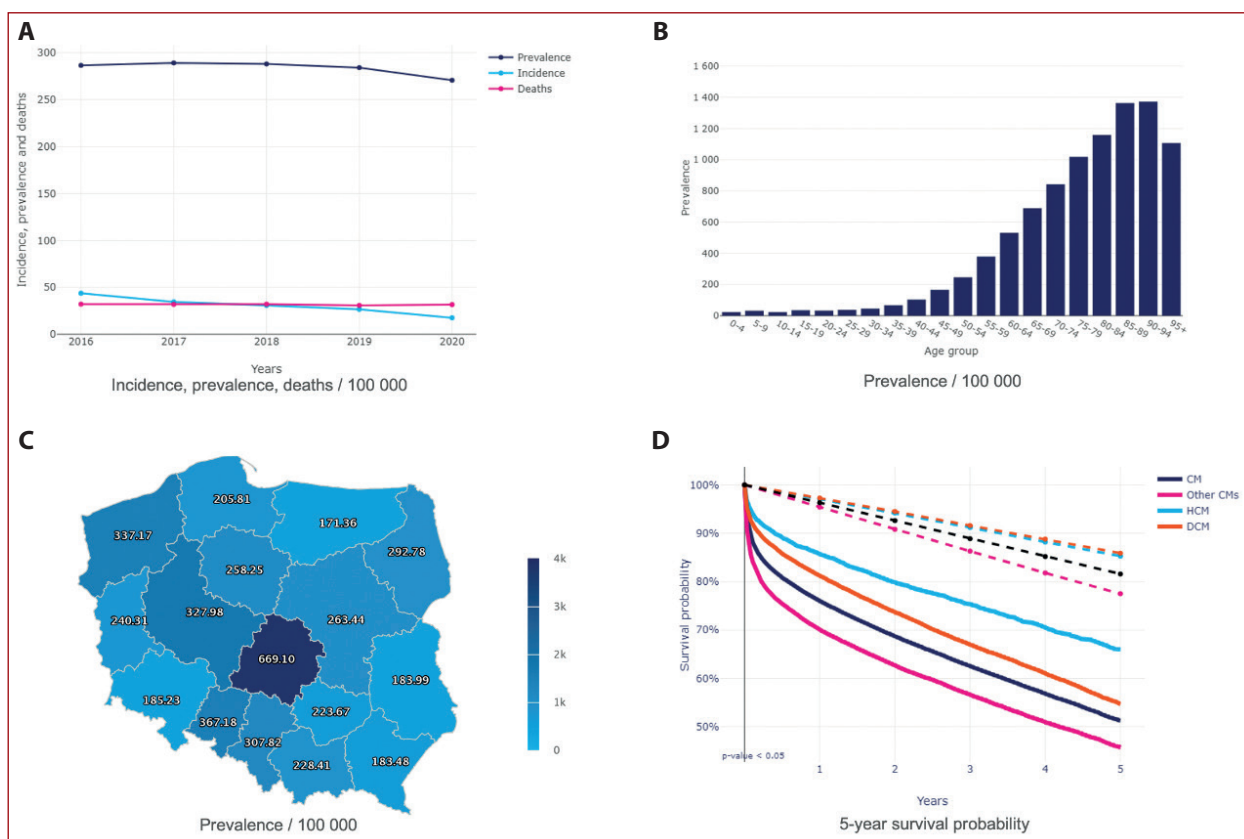 A
300
250
200
150
100
50
0
Incidence, prevalence and deaths
2016 2017 2018 2019 2020
Years
Prevalence
Incidence
Deaths
Incidence, prevalence, deaths / 100 000
B
1 600
1 400
1 200
1 000
800
600
400
200
0
Prevalence
0-4 5-9 10-14 15-19 20-24 25-29 30-34 35-39 40-44 45-49 50-54 55-59 60-64 65-69 70-74 75-79 80-84 85-89 90-94 95+
Age group
Prevalence / 100 000
C
205.81
171.36
337.17
292.78
258.25
240.31
327.98
263.44
669.10
183.99
185.23
223.67
367.18
307.82
228.41
183.48
4k
3k
2k
1k
0
Prevalence / 100 000
D
100%
90%
80%
70%
60%
50%
Survival probability
p-value < 0.05
1 2 3 4 5
Years
CM
Other CMs
HCM
DCM
5-year survival probability